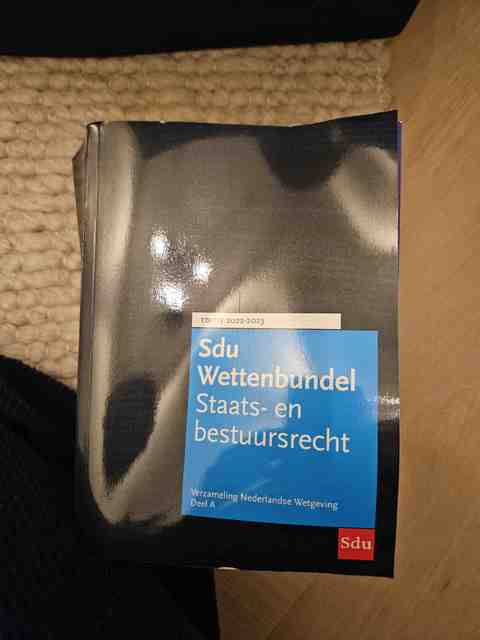 2022-2023
Sdu
Wettenbundel
Staats- en
bestuursrecht
Verzameling Nederlandse Wetgeving
Deel A
Sdu